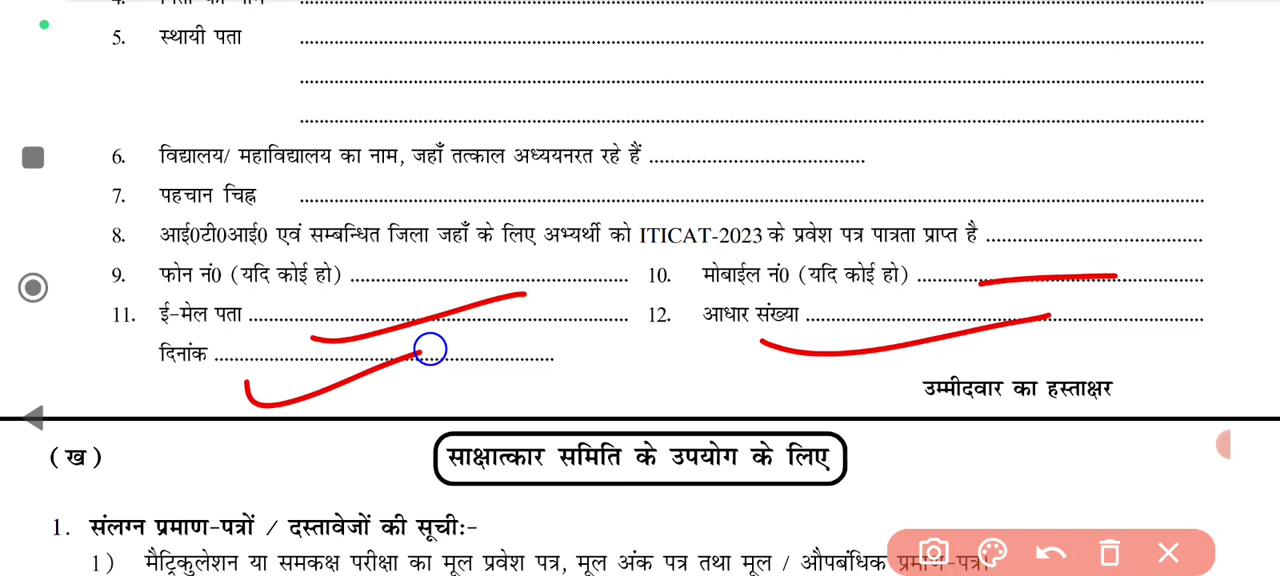 5. स्थायी पता ........................................
........................................
........................................
6. विद्यालय/ महाविद्यालय का नाम, जहाँ तत्काल अध्ययनरत रहे हैं ........................................
7. पहचान चिह्न ........................................
8. आई0टी0आई0 एवं सम्बन्धित जिला जहाँ के लिए अभ्यर्थी को ITICAT-2023 के प्रवेश पत्र पात्रता प्राप्त है ........................................
9. फोन नं0 (यदि कोई हो) ........................................ 10. मोबाईल नं0 (यदि कोई हो) ........................................
11. ई-मेल पता ........................................ 12. आधार संख्या ........................................
दिनांक ........................................
उम्मीदवार का हस्ताक्षर
(ख) साक्षात्कार समिति के उपयोग के लिए
1. संलग्न प्रमाण-पत्रों / दस्तावेजों की सूची:-
1) मैट्रिकुलेशन या समकक्ष परीक्षा का मूल प्रवेश पत्र, मूल अंक पत्र तथा मूल / औपबंधिक प्रमाण-पत्र।